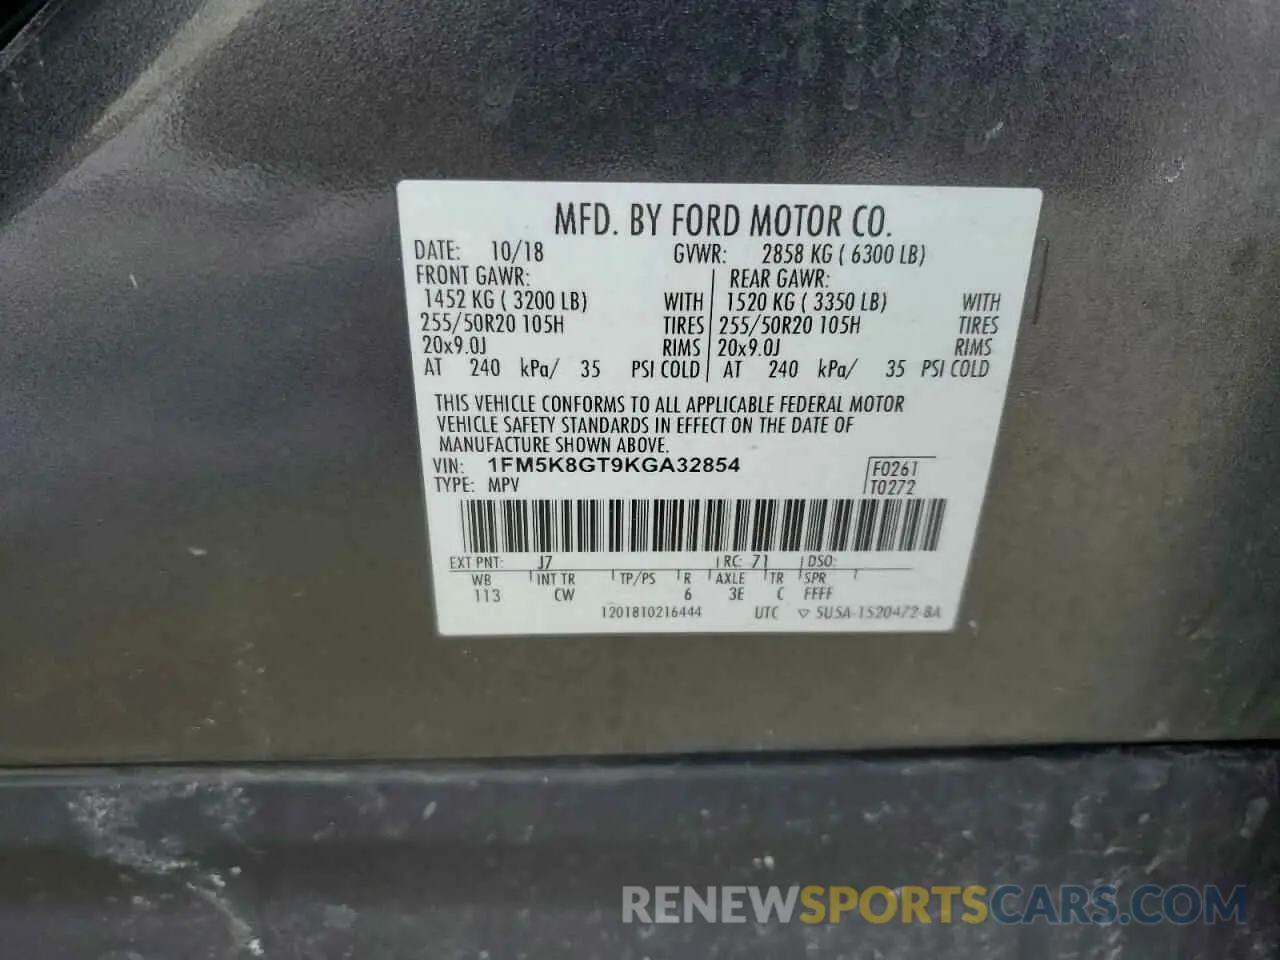 MFD. BY FORD MOTOR CO.
DATE: 10/18 GVWR: 2858 KG ( 6300 LB)
FRONT GAWR: REAR GAWR:
1452 KG ( 3200 LB) WITH 1520 KG ( 3350 LB) WITH
255/50R20 105H TIRES 255/50R20 105H TIRES
20x9.0J RIMS 20x9.0J RIMS
AT 240 kPa/ 35 PSI COLD AT 240 kPa/ 35 PSI COLD
THIS VEHICLE CONFORMS TO ALL APPLICABLE FEDERAL MOTOR
VEHICLE SAFETY STANDARDS IN EFFECT ON THE DATE OF
MANUFACTURE SHOWN ABOVE.
VIN: 1FM5K8GT9KGA32854 F0261
TYPE: MPV T0272
EXT PNT: J7 RC: 71 DSO:
WB INT TR TP/PS R AXLE TR SPR
113 CW 6 3E C FFFF
1201810216444 UTC ▽ 5U5A-1520472-BA
RENEWSPORTSCARS.COM